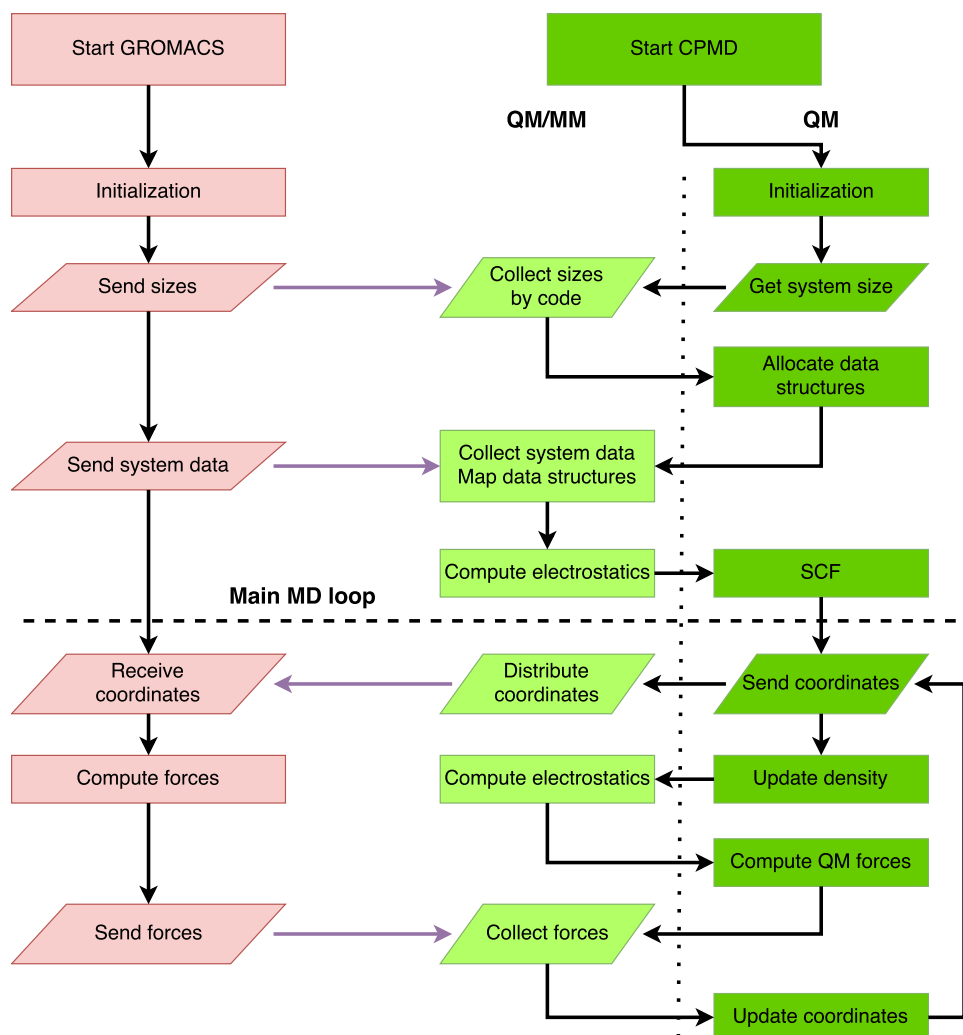 Start GROMACS
Start CPMD
QM/MM
QM
Initialization
Initialization
Send sizes
Collect sizes
by code
Get system size
Allocate data
structures
Send system data
Collect system data
Map data structures
Compute electrostatics
SCF
Main MD loop
Receive
coordinates
Distribute
coordinates
Send coordinates
Compute forces
Compute electrostatics
Update density
Compute QM forces
Send forces
Collect forces
Update coordinates